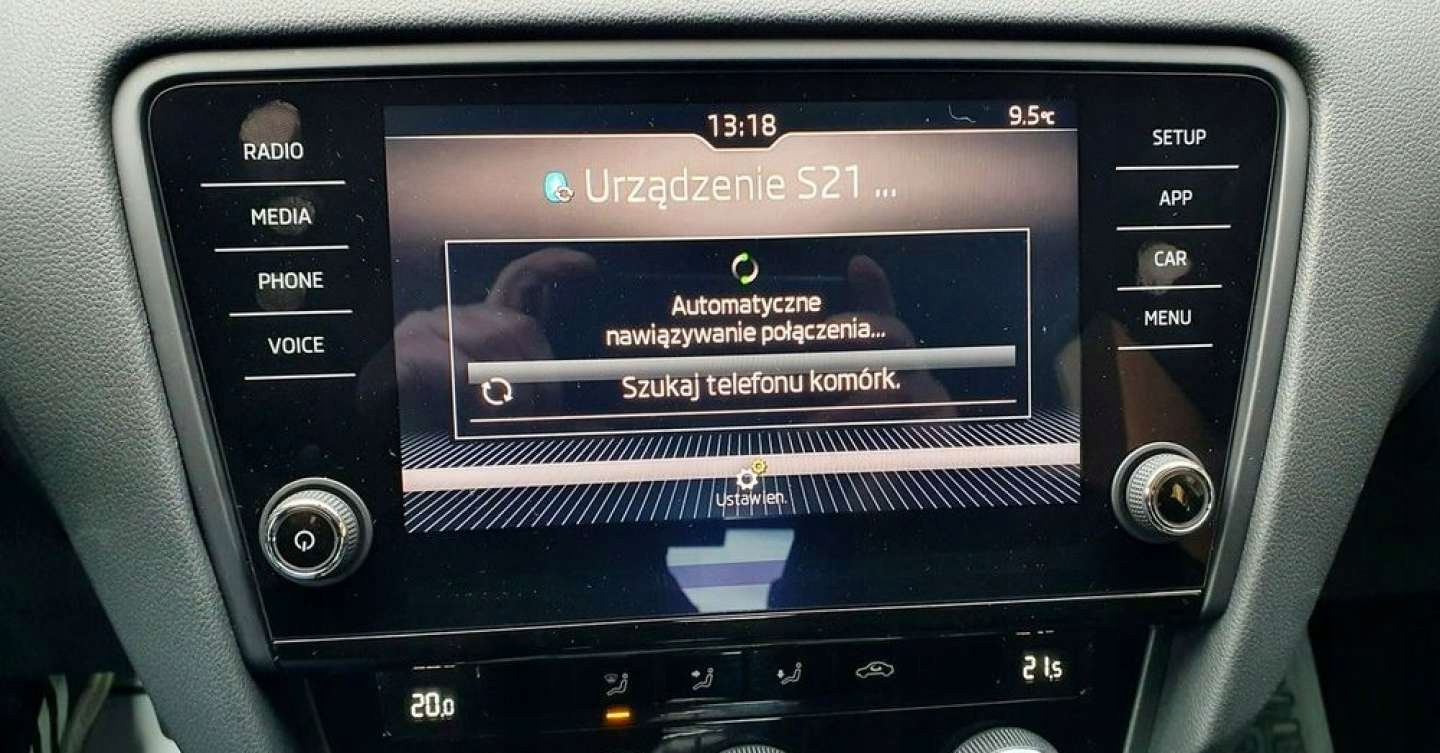 13:18
9.5°C
RADIO
MEDIA
PHONE
VOICE
Urządzenie S21 ...
Automatyczne
nawiązywanie połączenia...
Szukaj telefonu komórk.
Ustawien.
SETUP
APP
CAR
MENU
20.0
21.5